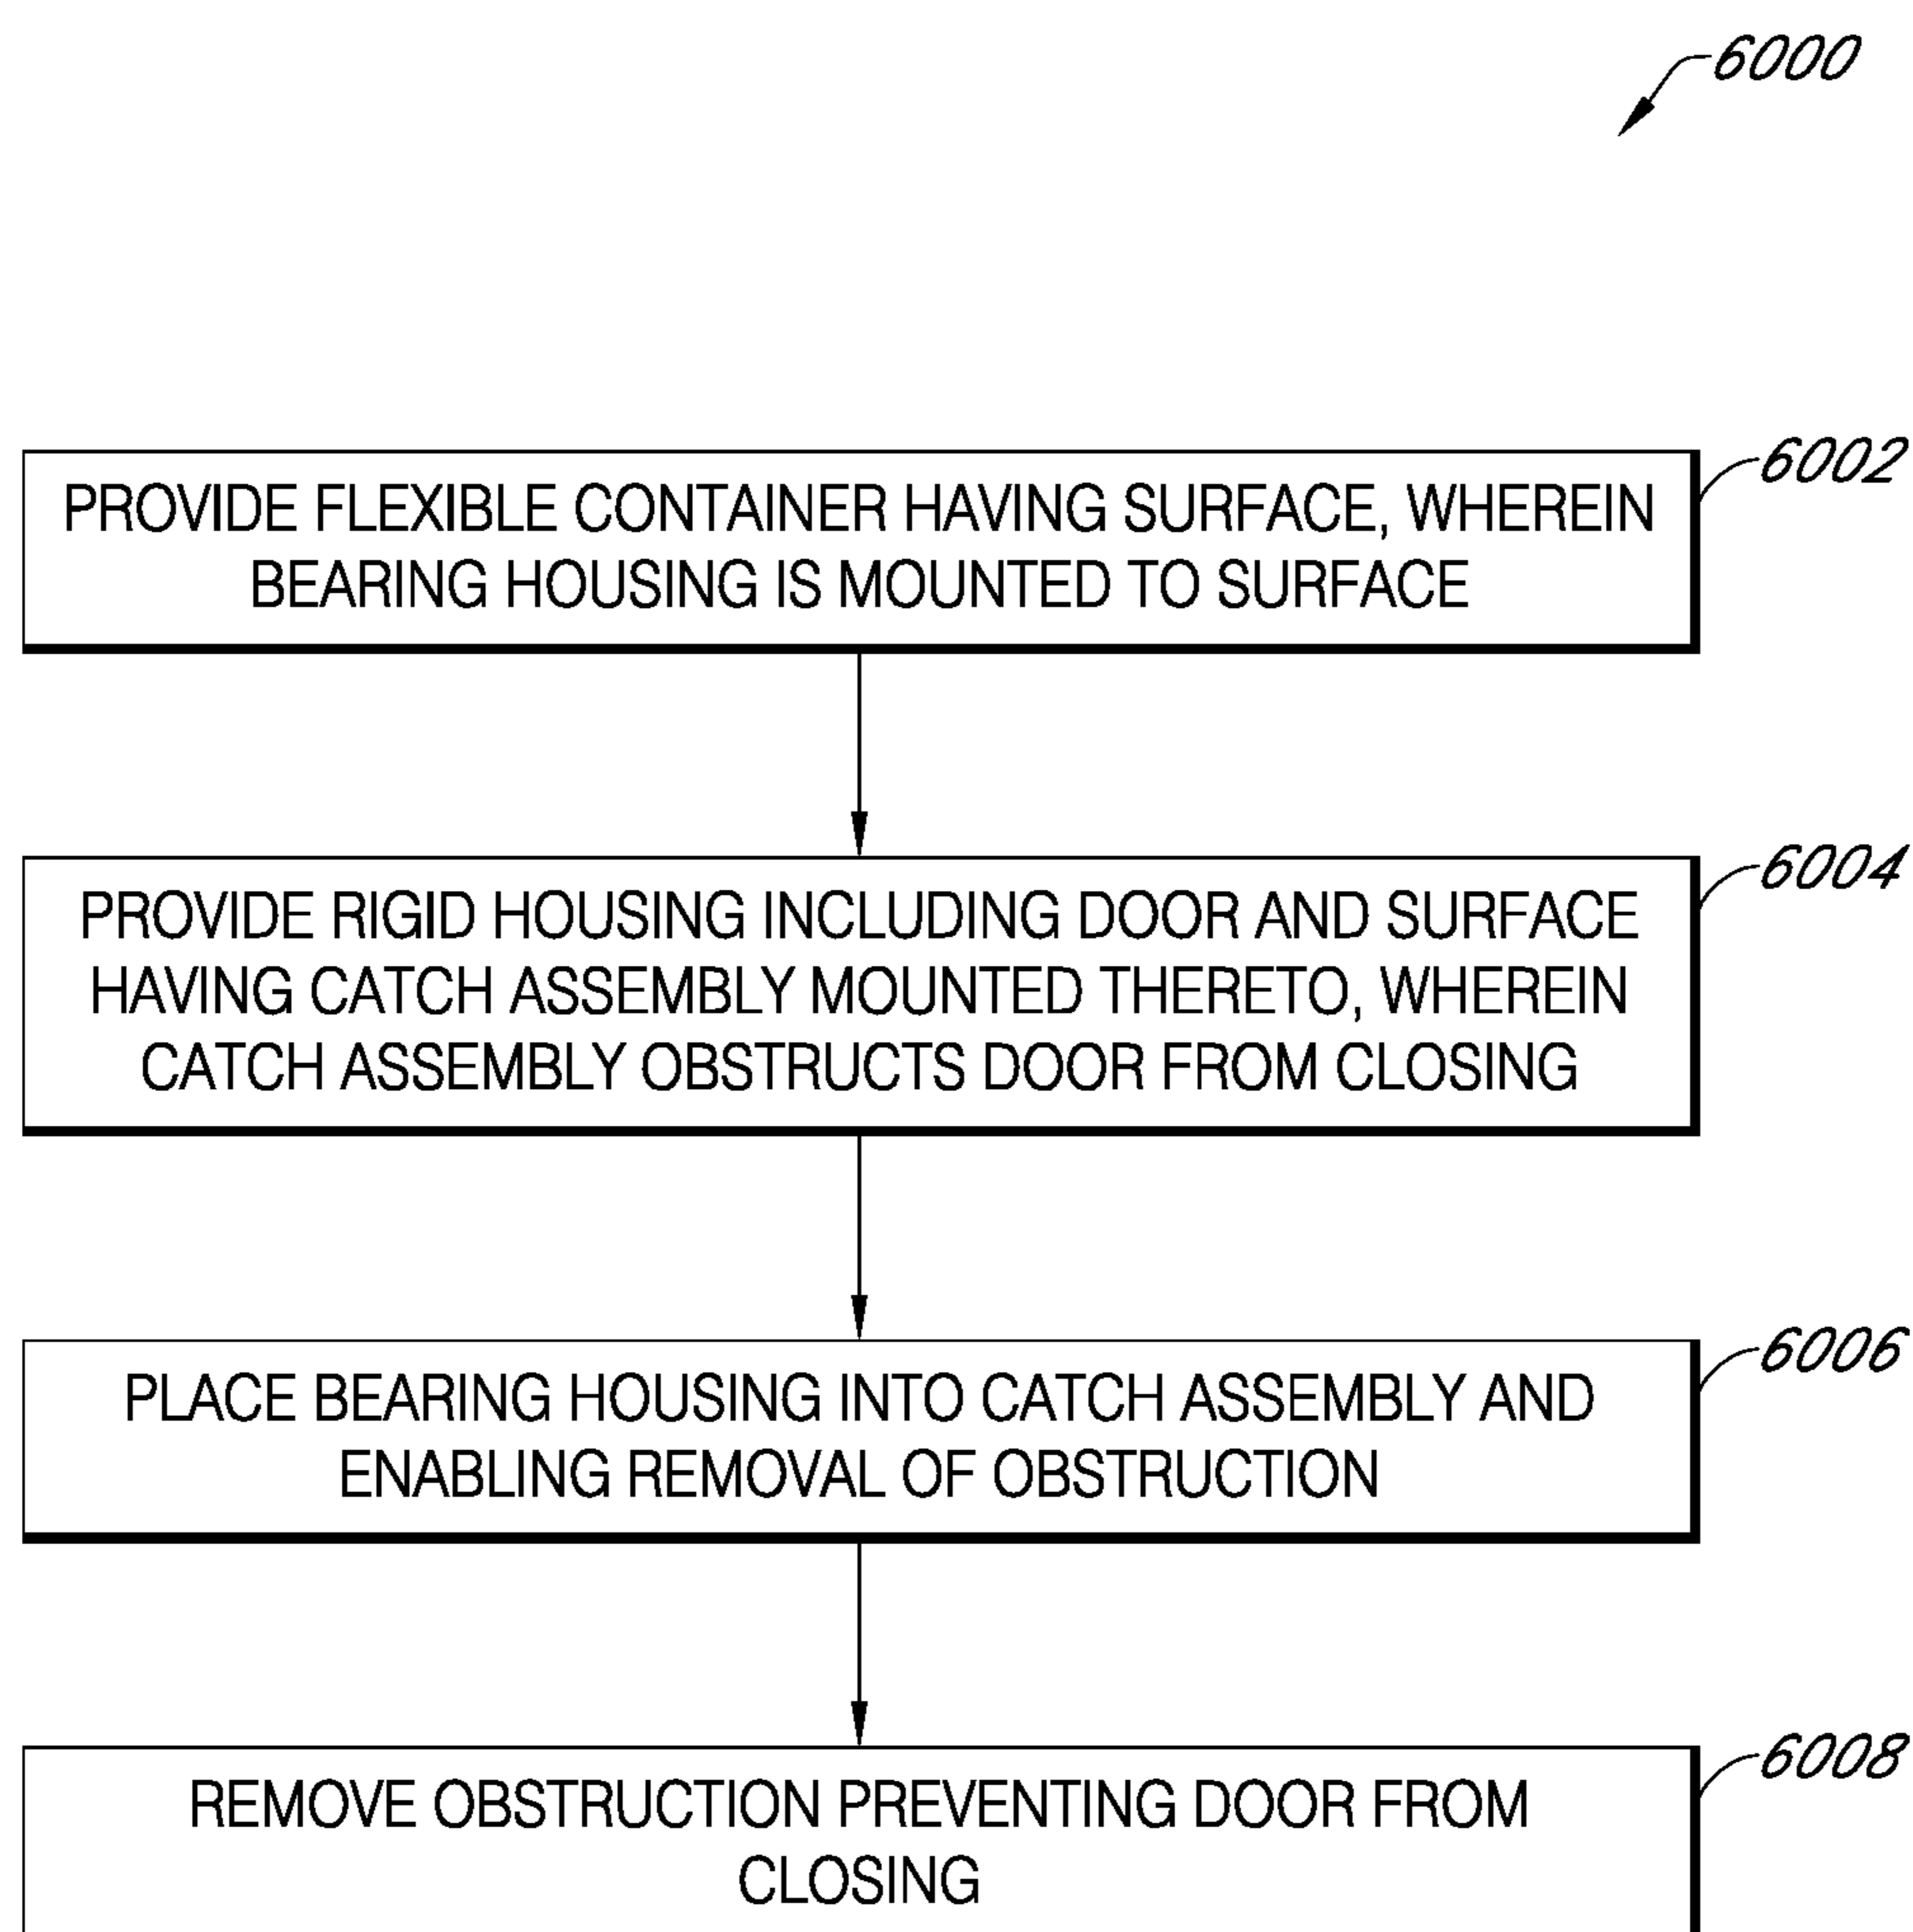 6000
6002
PROVIDE FLEXIBLE CONTAINER HAVING SURFACE, WHEREIN
BEARING HOUSING IS MOUNTED TO SURFACE
6004
PROVIDE RIGID HOUSING INCLUDING DOOR AND SURFACE
HAVING CATCH ASSEMBLY MOUNTED THERETO, WHEREIN
CATCH ASSEMBLY OBSTRUCTS DOOR FROM CLOSING
6006
PLACE BEARING HOUSING INTO CATCH ASSEMBLY AND
ENABLING REMOVAL OF OBSTRUCTION
6008
REMOVE OBSTRUCTION PREVENTING DOOR FROM
CLOSING